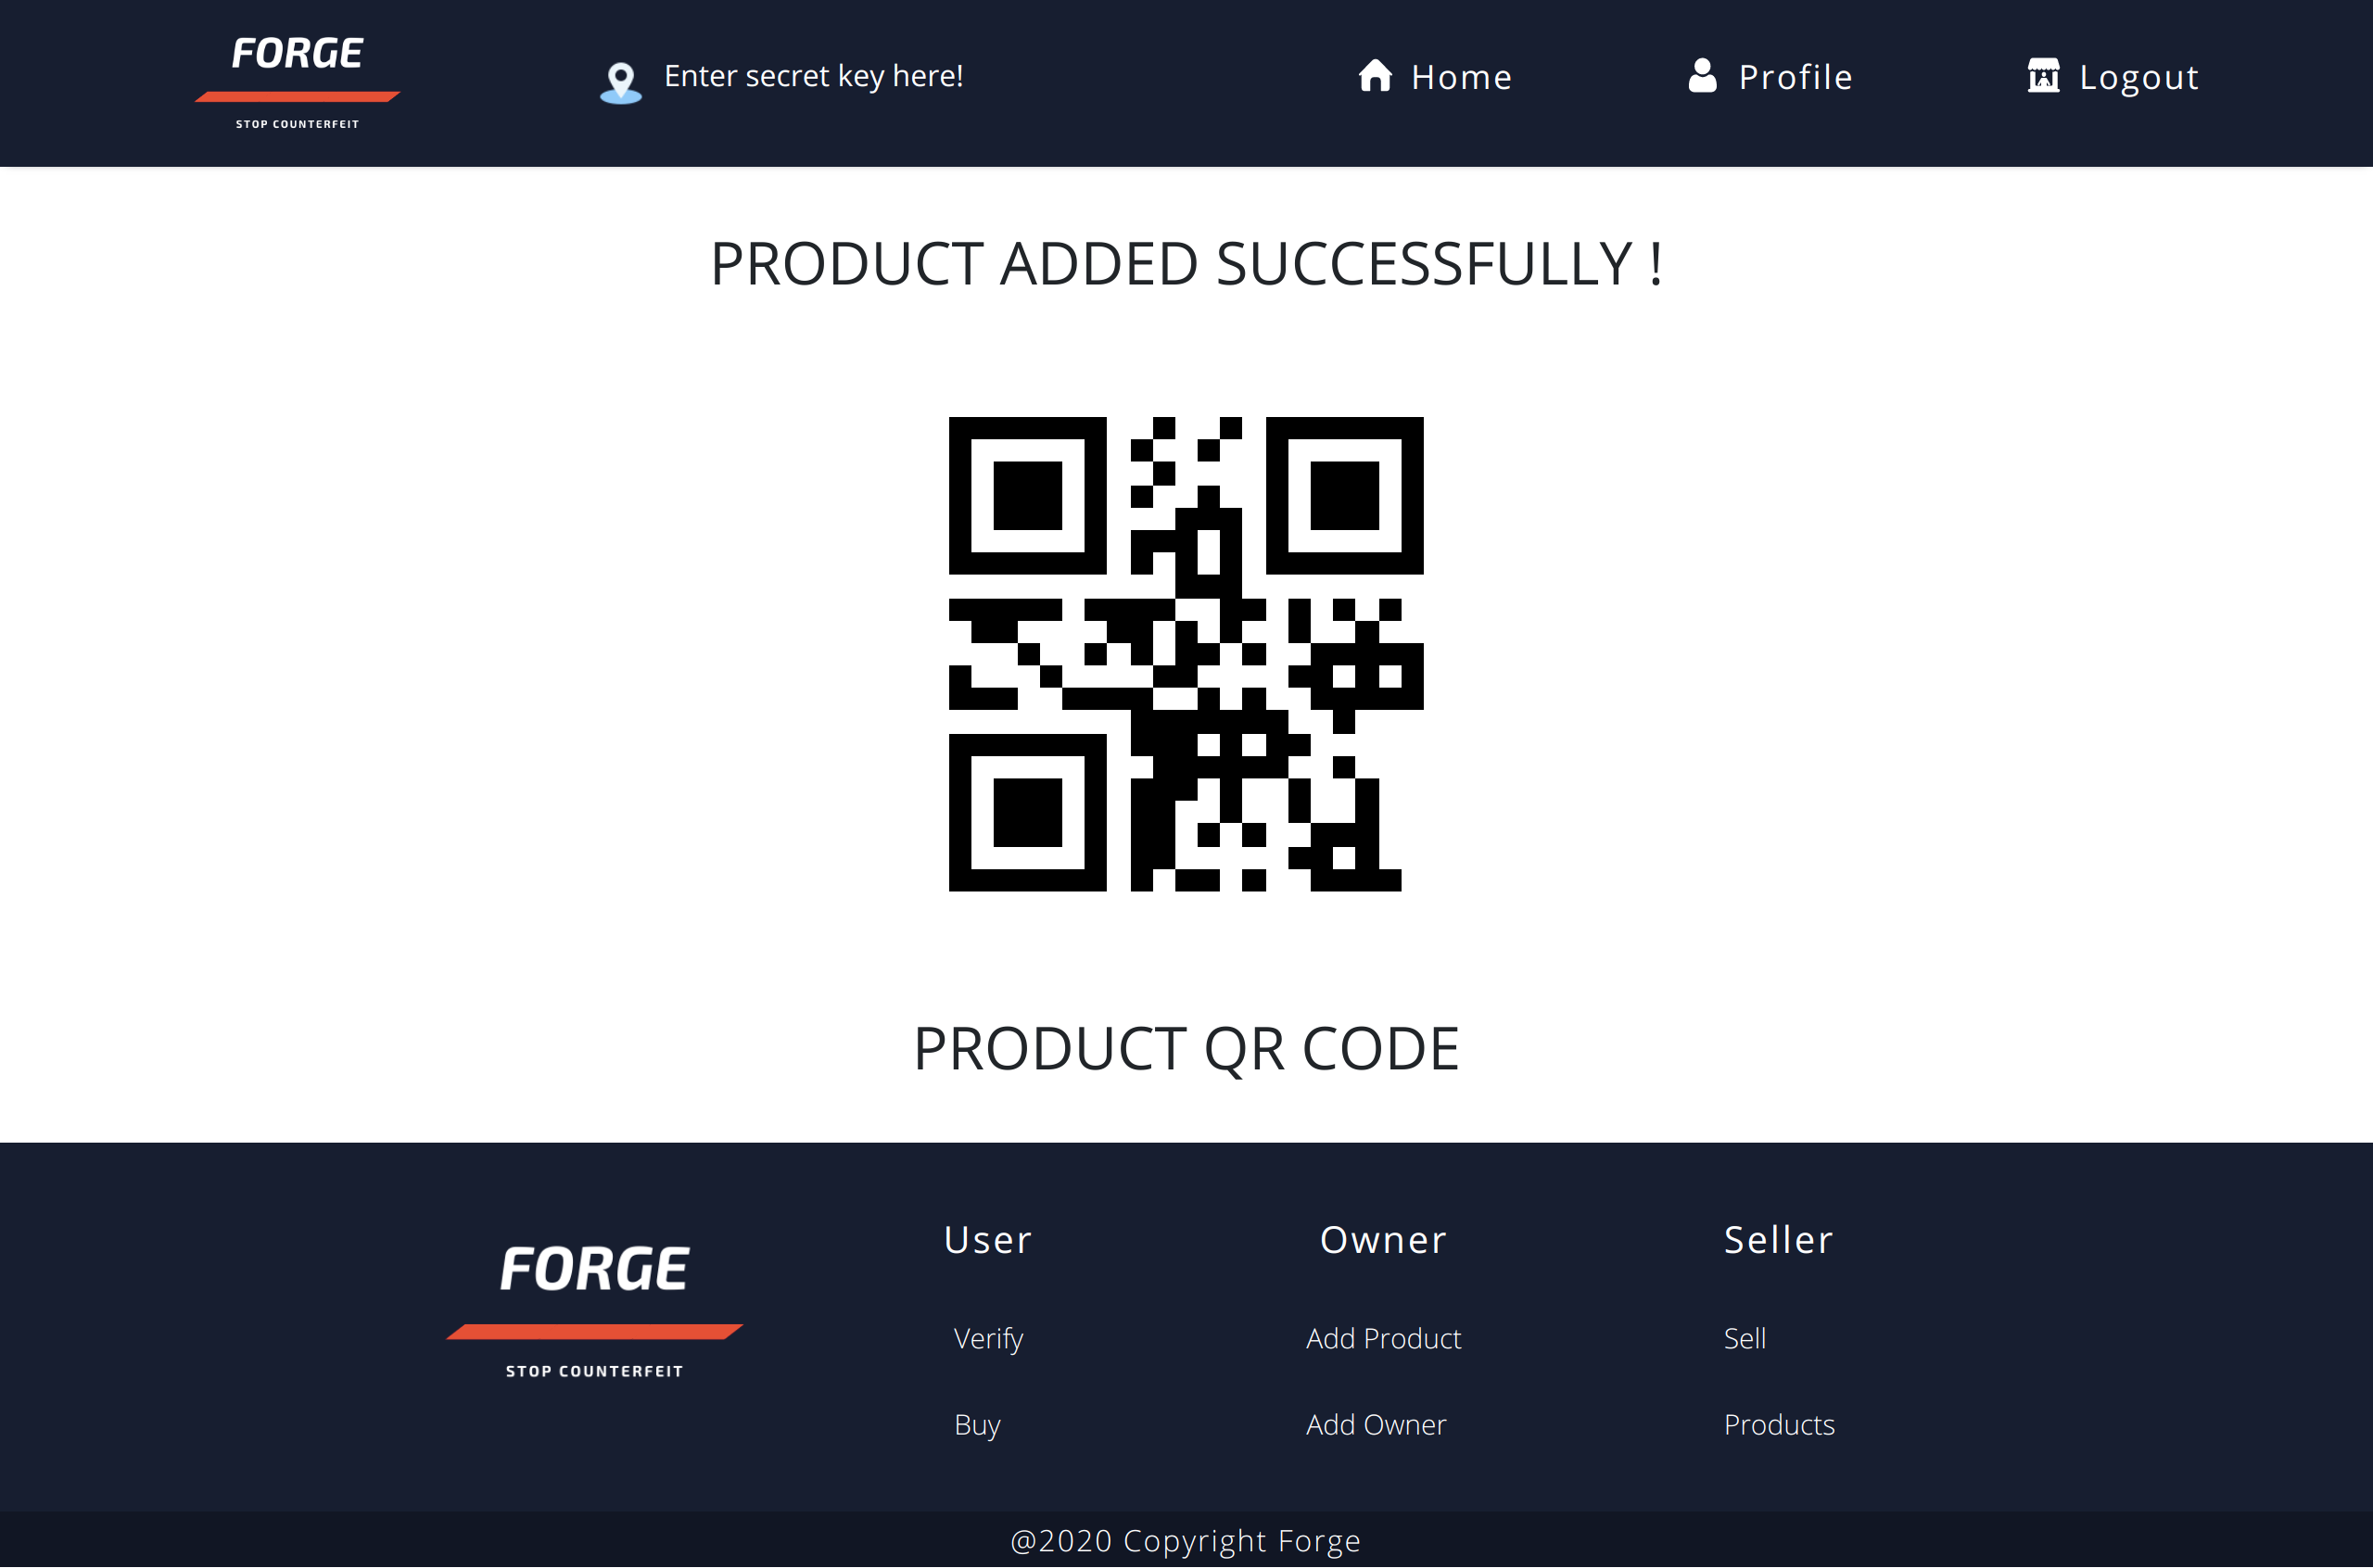 FORGE
STOP COUNTERFEIT
Enter secret key here!
Home
Profile
Logout
PRODUCT ADDED SUCCESSFULLY !
PRODUCT QR CODE
FORGE
STOP COUNTERFEIT
User
Verify
Buy
Owner
Add Product
Add Owner
Seller
Sell
Products
@2020 Copyright Forge